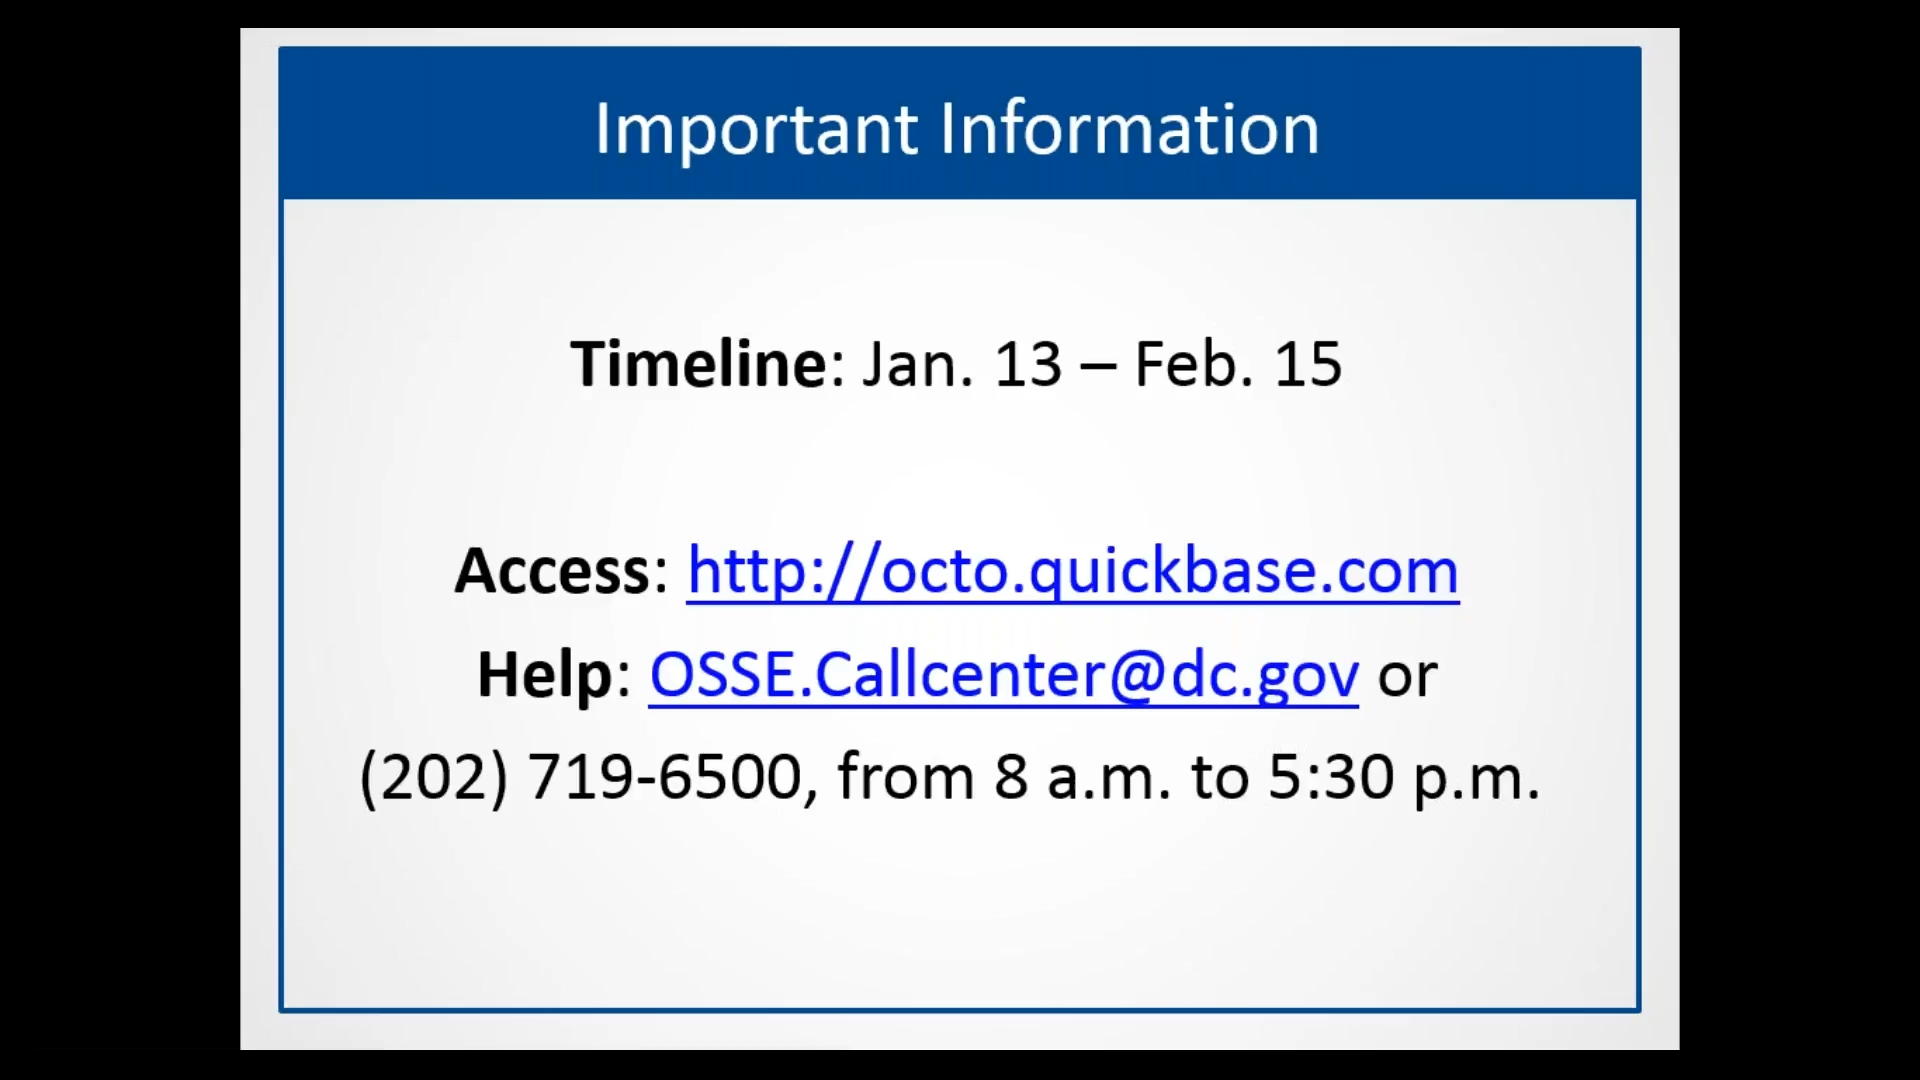 Important Information
Timeline: Jan. 13 – Feb. 15
Access: http://octo.quickbase.com
Help: OSSE.Callcenter@dc.gov or
(202) 719-6500, from 8 a.m. to 5:30 p.m.